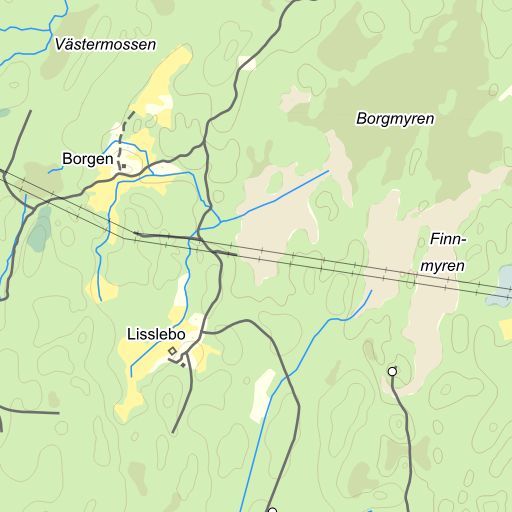 Västermossen
Borgmyren
Borgen
Finn-
myren
Lisslebo